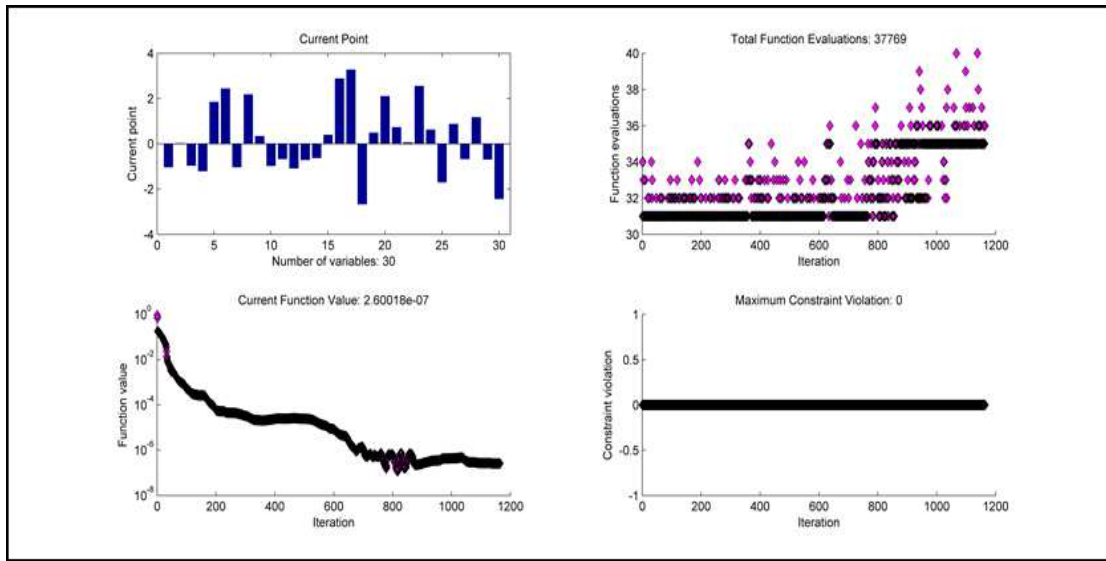 Current Point
Current point
4
2
0
-2
-4
0 5 10 15 20 25 30
Number of variables: 30
Total Function Evaluations: 37769
Function evaluations
40
38
36
34
32
30
0 200 400 600 800 1000 1200
Iteration
Current Function Value: 2.60018e-07
Function value
10^0
10^-2
10^-4
10^-6
10^-8
0 200 400 600 800 1000 1200
Iteration
Maximum Constraint Violation: 0
Constraint violation
1
0.5
0
-0.5
-1
0 200 400 600 800 1000 1200
Iteration